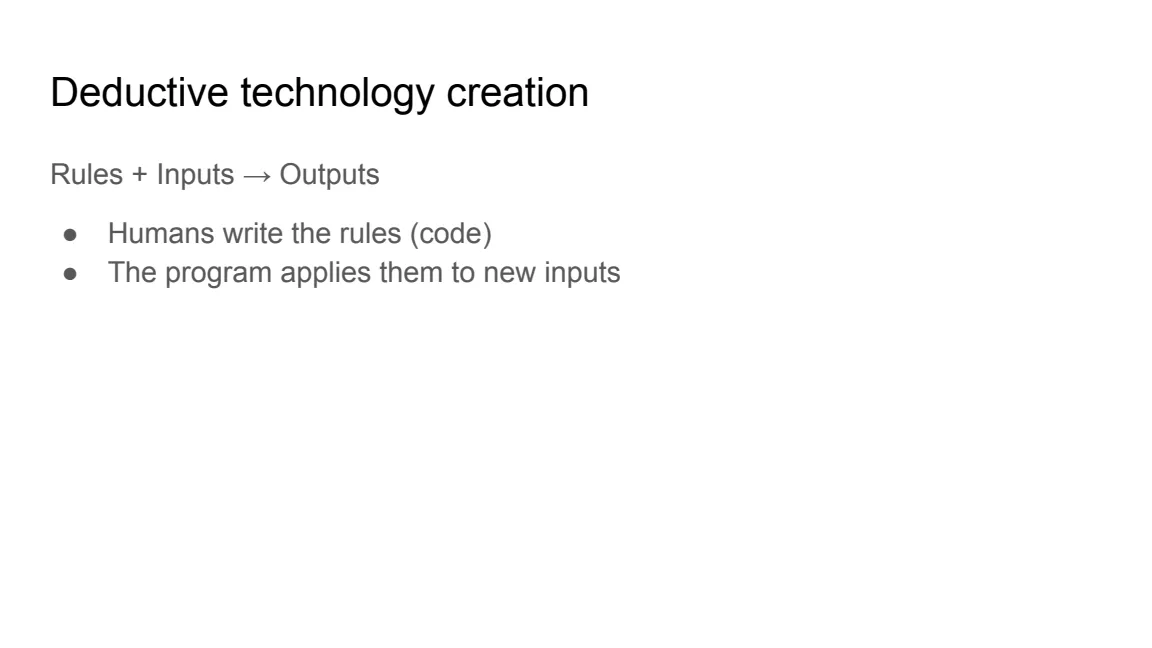 Deductive technology creation
Rules + Inputs → Outputs
● Humans write the rules (code)
● The program applies them to new inputs